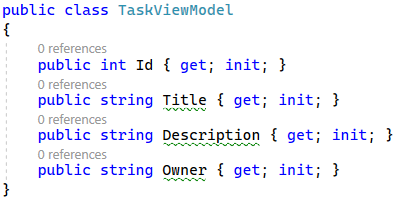 public class TaskViewModel
{
0 references
public int Id { get; init; }
0 references
public string Title { get; init; }
0 references
public string Description { get; init; }
0 references
public string Owner { get; init; }
}